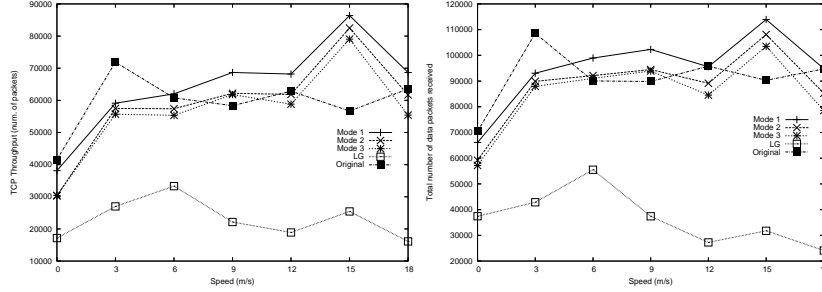 90000
80000
70000
60000
50000
40000
30000
20000
10000
0 3 6 9 12 15 18
TCP Throughput (num. of packets)
Speed (m/s)
Mode 1
Mode 2
Mode 3
LG
Original
120000
110000
100000
90000
80000
70000
60000
50000
40000
30000
20000
0 3 6 9 12 15
Total number of data packets received
Speed (m/s)
Mode 1
Mode 2
Mode 3
LG
Original